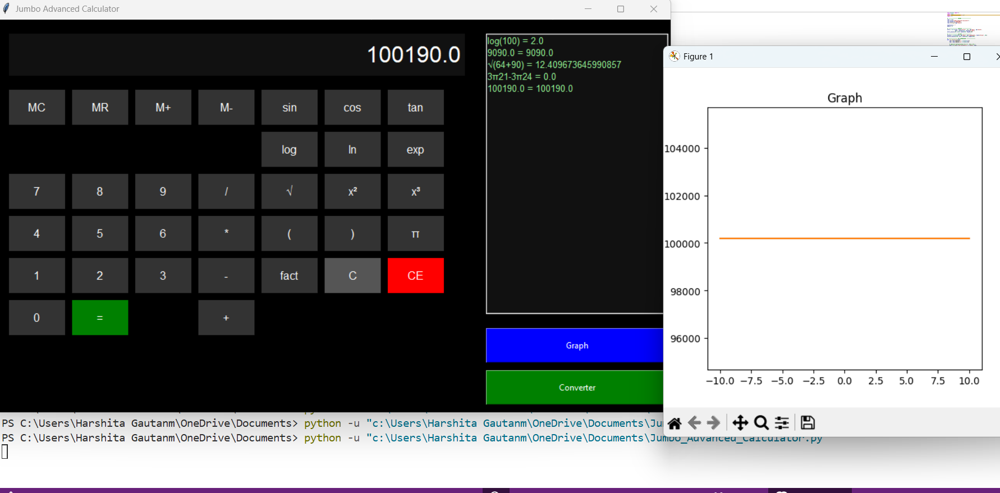 Jumbo Advanced Calculator
100190.0
MC MR M+ M- sin cos tan
log ln exp
7 8 9 / √ x² x³
4 5 6 * ( ) π
1 2 3 - fact C CE
0 = +
log(100) = 2.0
9090.0 = 9090.0
√(64+90) = 12.409673645990857
3π21-3π24 = 0.0
100190.0 = 100190.0
Graph
Converter
Figure 1
Graph
104000
102000
100000
98000
96000
−10.0 −7.5 −5.0 −2.5 0.0 2.5 5.0 7.5 10.0
PS C:\Users\Harshita Gautanm\OneDrive\Documents> python -u "c:\Users\Harshita Gautanm\OneDrive\Documents\Ju
PS C:\Users\Harshita Gautanm\OneDrive\Documents> python -u "c:\Users\Harshita Gautanm\OneDrive\Documents\Jumbo_Advanced_Calculator.py